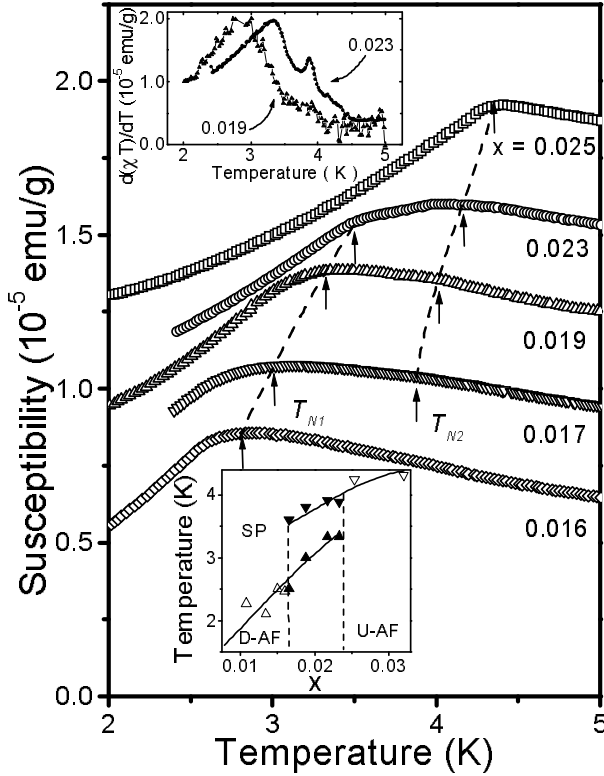 Susceptibility (10-5 emu/g)
2.0
1.5
1.0
0.5
0.0
2
3
4
5
Temperature (K)
d(χ T)/dT (10-5 emu/g)
2.0
1.0
0.0
2
3
4
5
Temperature ( K )
0.023
0.019
x = 0.025
0.023
0.019
0.017
0.016
TN1
TN2
Temperature (K)
4
3
2
0.01
0.02
0.03
X
SP
D-AF
U-AF